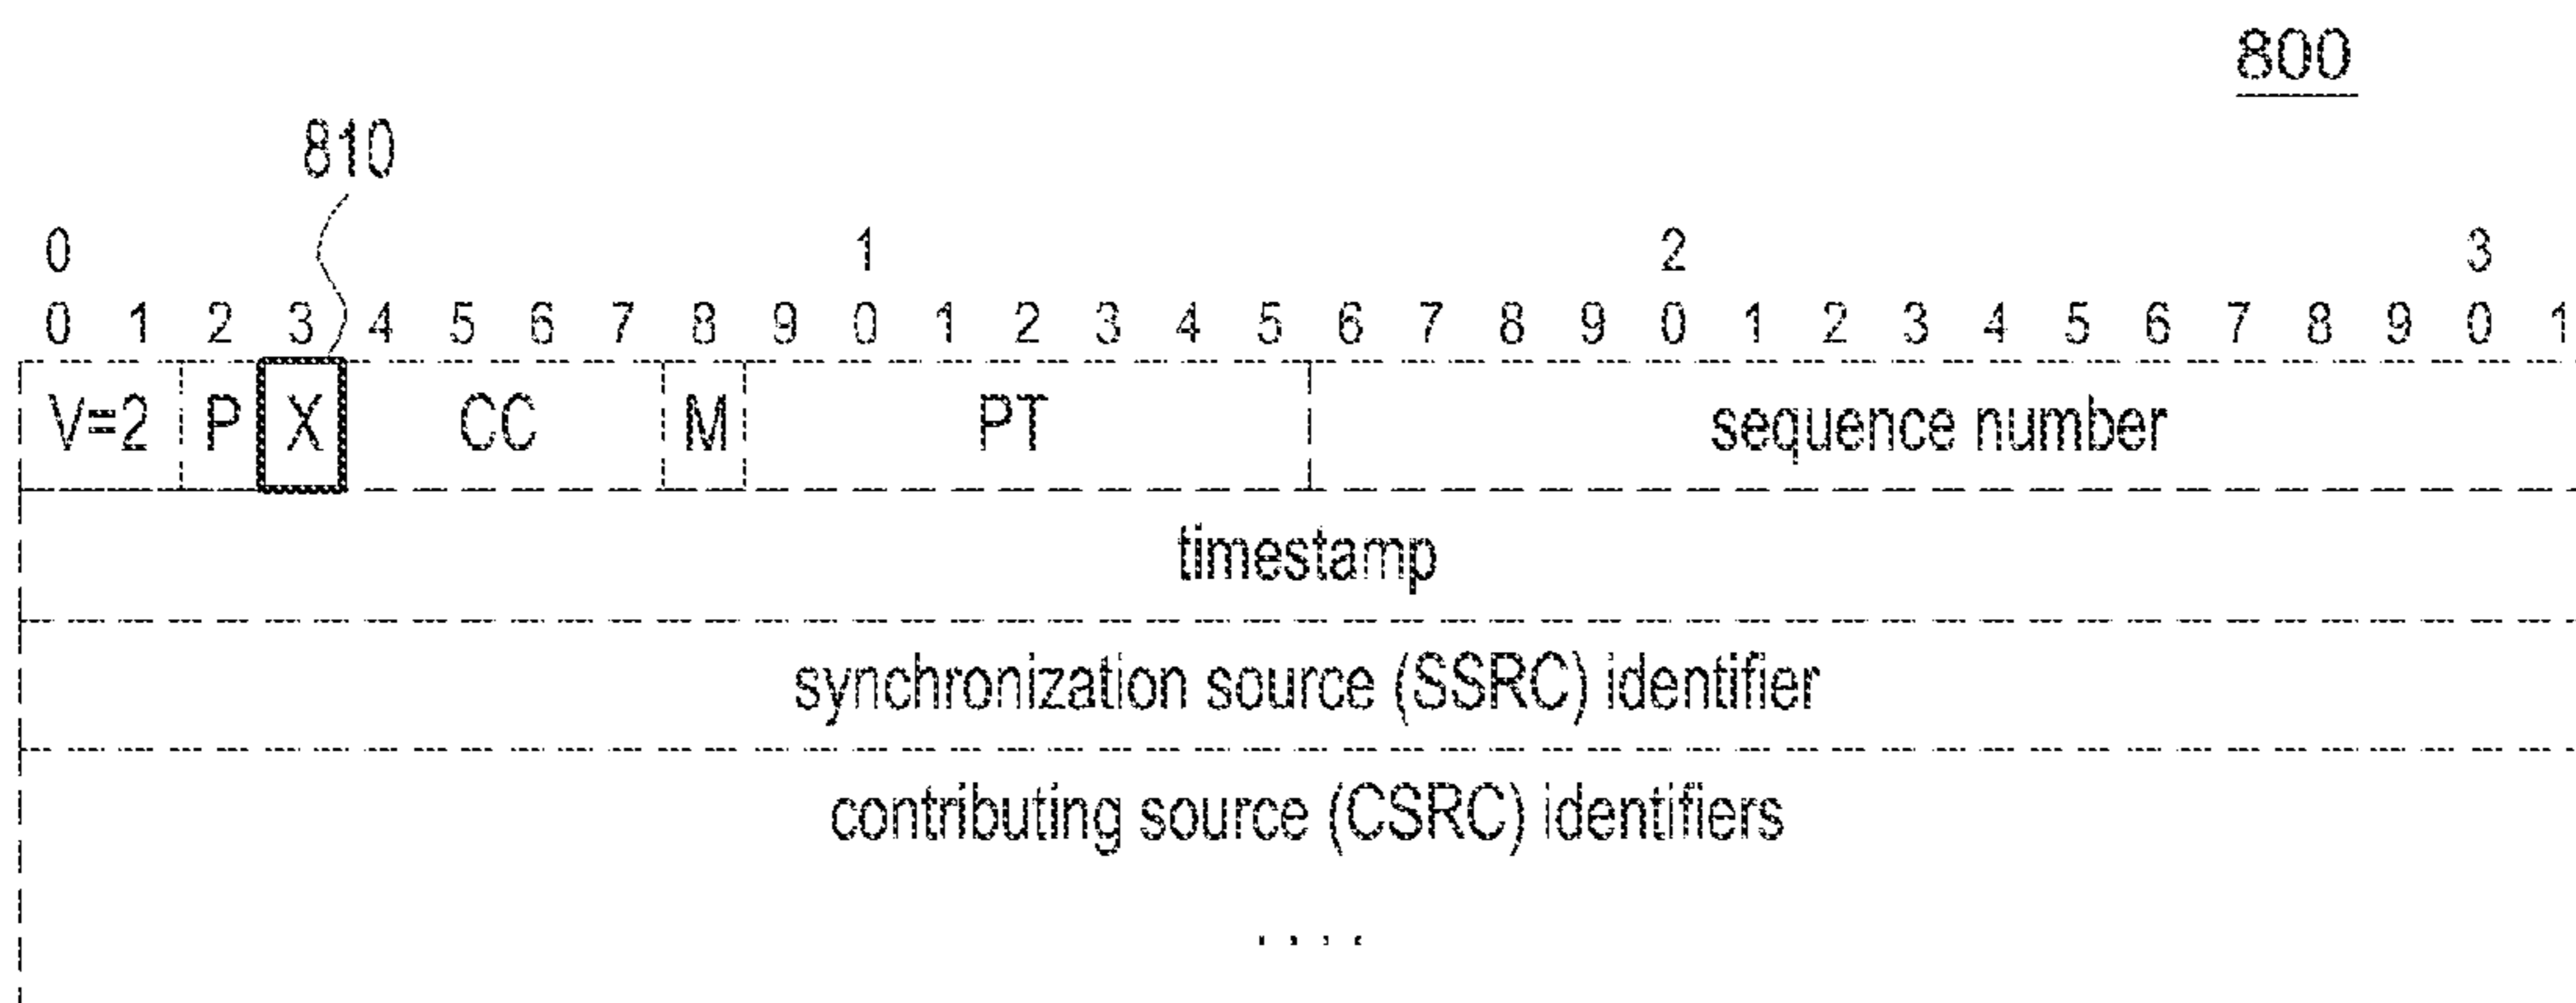 800
810
0 1 2 3
0 1 2 3 4 5 6 7 8 9 0 1 2 3 4 5 6 7 8 9 0 1 2 3 4 5 6 7 8 9 0 1
V=2 P X CC M PT sequence number
timestamp
synchronization source (SSRC) identifier
contributing source (CSRC) identifiers
....